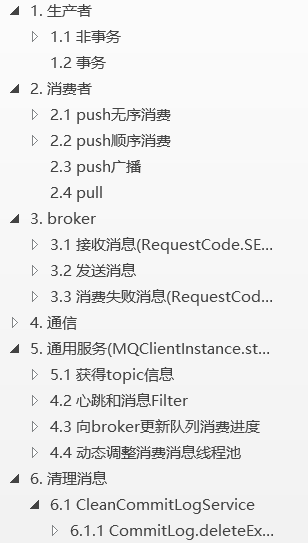 1. 生产者
1.1 非事务
1.2 事务
2. 消费者
2.1 push无序消费
2.2 push顺序消费
2.3 push广播
2.4 pull
3. broker
3.1 接收消息(RequestCode.SE...
3.2 发送消息
3.3 消费失败消息(RequestCod...
4. 通信
5. 通用服务(MQClientInstance.st...
5.1 获得topic信息
4.2 心跳和消息Filter
4.3 向broker更新队列消费进度
4.4 动态调整消费消息线程池
6. 清理消息
6.1 CleanCommitLogService
6.1.1 CommitLog.deleteEx...